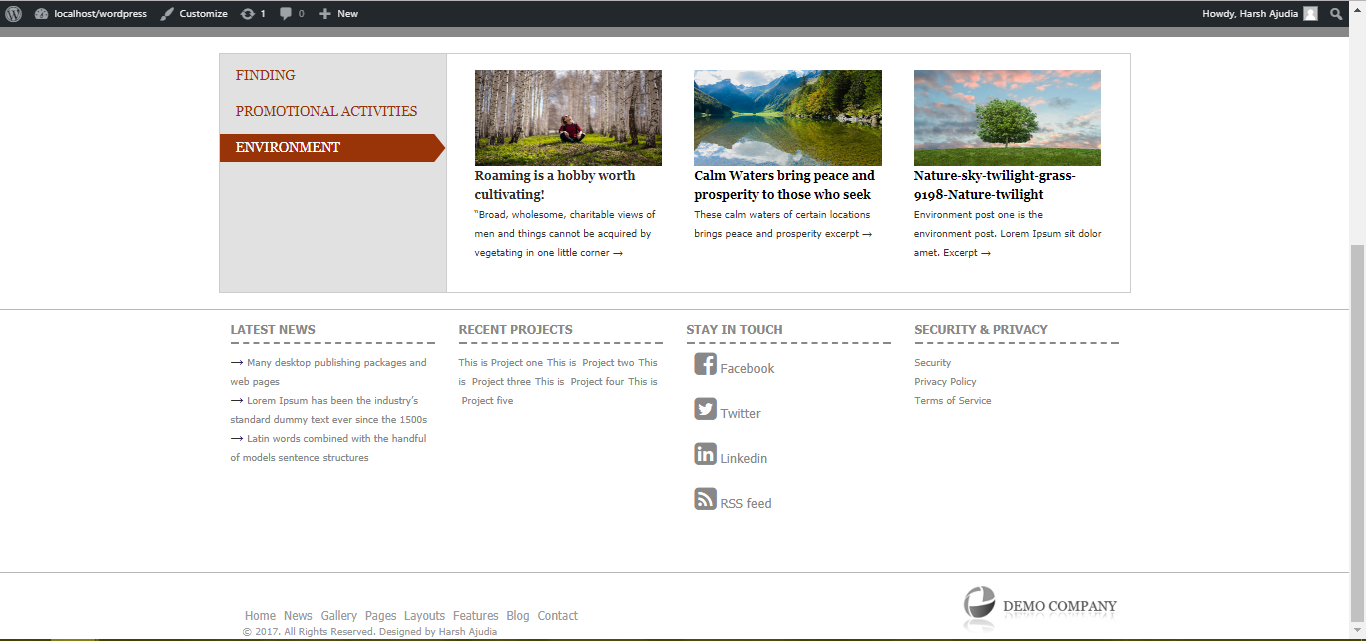 localhost/wordpress Customize 1 0 New Howdy, Harsh Ajudia
FINDING
PROMOTIONAL ACTIVITIES
ENVIRONMENT
Roaming is a hobby worth
cultivating!
"Broad, wholesome, charitable views of
men and things cannot be acquired by
vegetating in one little corner →
Calm Waters bring peace and
prosperity to those who seek
These calm waters of certain locations
brings peace and prosperity excerpt →
Nature-sky-twilight-grass-
9198-Nature-twilight
Environment post one is the
environment post. Lorem Ipsum sit dolor
amet. Excerpt →
LATEST NEWS
→ Many desktop publishing packages and
web pages
→ Lorem Ipsum has been the industry's
standard dummy text ever since the 1500s
→ Latin words combined with the handful
of models sentence structures
RECENT PROJECTS
This is Project one This is Project two This
is Project three This is Project four This is
Project five
STAY IN TOUCH
Facebook
Twitter
Linkedin
RSS feed
SECURITY & PRIVACY
Security
Privacy Policy
Terms of Service
Home News Gallery Pages Layouts Features Blog Contact
© 2017. All Rights Reserved. Designed by Harsh Ajudia
DEMO COMPANY